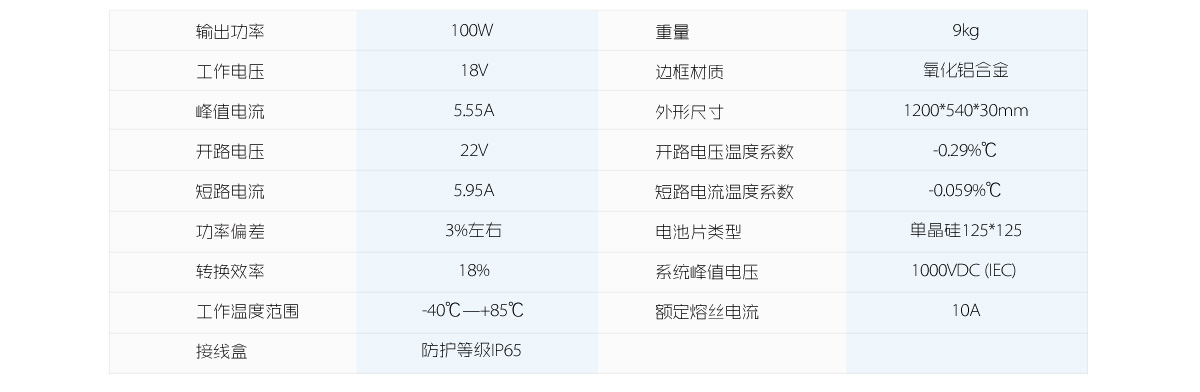 输出功率 100W 重量 9kg
工作电压 18V 边框材质 氧化铝合金
峰值电流 5.55A 外形尺寸 1200*540*30mm
开路电压 22V 开路电压温度系数 -0.29%℃
短路电流 5.95A 短路电流温度系数 -0.059%℃
功率偏差 3%左右 电池片类型 单晶硅125*125
转换效率 18% 系统峰值电压 1000VDC (IEC)
工作温度范围 -40℃—+85℃ 额定熔丝电流 10A
接线盒 防护等级IP65